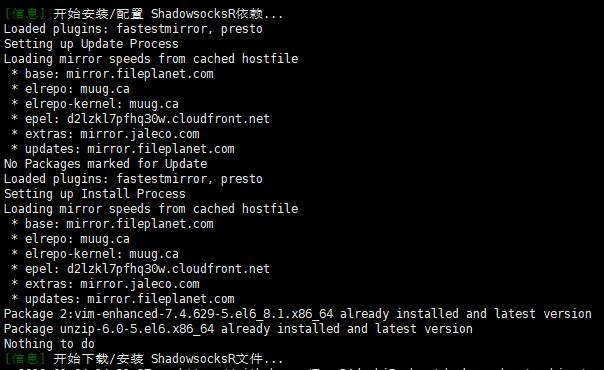 [信息] 开始安装/配置 ShadowsocksR依赖...
Loaded plugins: fastestmirror, presto
Setting up Update Process
Loading mirror speeds from cached hostfile
* base: mirror.fileplanet.com
* elrepo: muug.ca
* elrepo-kernel: muug.ca
* epel: d2lzkl7pfhq30w.cloudfront.net
* extras: mirror.jaleco.com
* updates: mirror.fileplanet.com
No Packages marked for Update
Loaded plugins: fastestmirror, presto
Setting up Install Process
Loading mirror speeds from cached hostfile
* base: mirror.fileplanet.com
* elrepo: muug.ca
* elrepo-kernel: muug.ca
* epel: d2lzkl7pfhq30w.cloudfront.net
* extras: mirror.jaleco.com
* updates: mirror.fileplanet.com
Package 2:vim-enhanced-7.4.629-5.el6_8.1.x86_64 already installed and latest version
Package unzip-6.0-5.el6.x86_64 already installed and latest version
Nothing to do
[信息] 开始下载/安装 ShadowsocksR文件...